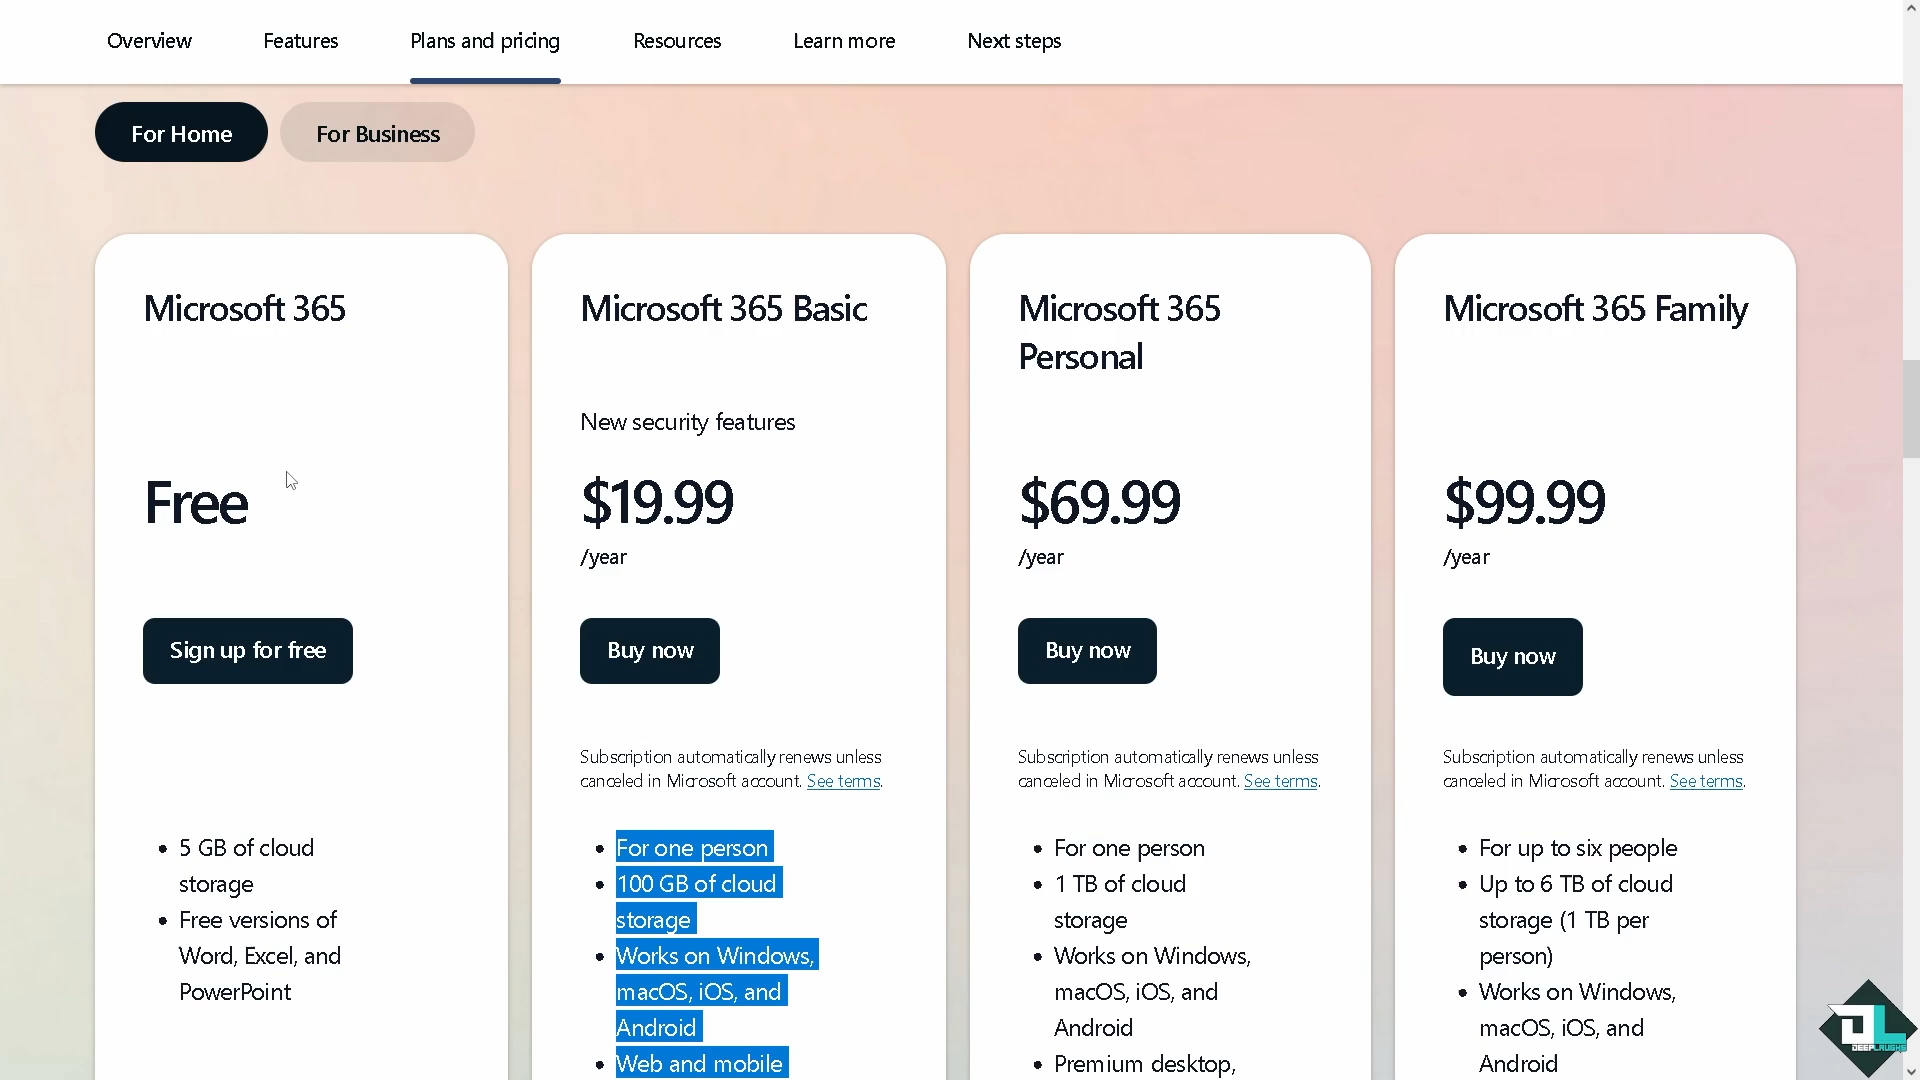 Overview Features Plans and pricing Resources Learn more Next steps
For Home For Business
Microsoft 365
Free
Sign up for free
5 GB of cloud
storage
Free versions of
Word, Excel, and
PowerPoint
Microsoft 365 Basic
New security features
$19.99
/year
Buy now
Subscription automatically renews unless
canceled in Microsoft account. See terms.
For one person
100 GB of cloud
storage
Works on Windows,
macOS, iOS, and
Android
Web and mobile
Microsoft 365
Personal
$69.99
/year
Buy now
Subscription automatically renews unless
canceled in Microsoft account. See terms.
For one person
1 TB of cloud
storage
Works on Windows,
macOS, iOS, and
Android
Premium desktop,
Microsoft 365 Family
$99.99
/year
Buy now
Subscription automatically renews unless
canceled in Microsoft account. See terms.
For up to six people
Up to 6 TB of cloud
storage (1 TB per
person)
Works on Windows,
macOS, iOS, and
Android
DL
DEEPLAUGHS